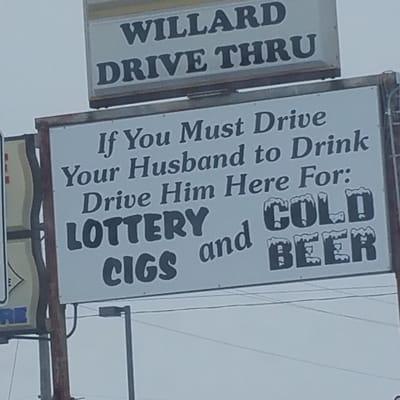 WILLARD
DRIVE THRU
If You Must Drive
Your Husband to Drink
Drive Him Here For:
LOTTERY
CIGS
and
COLD
BEER